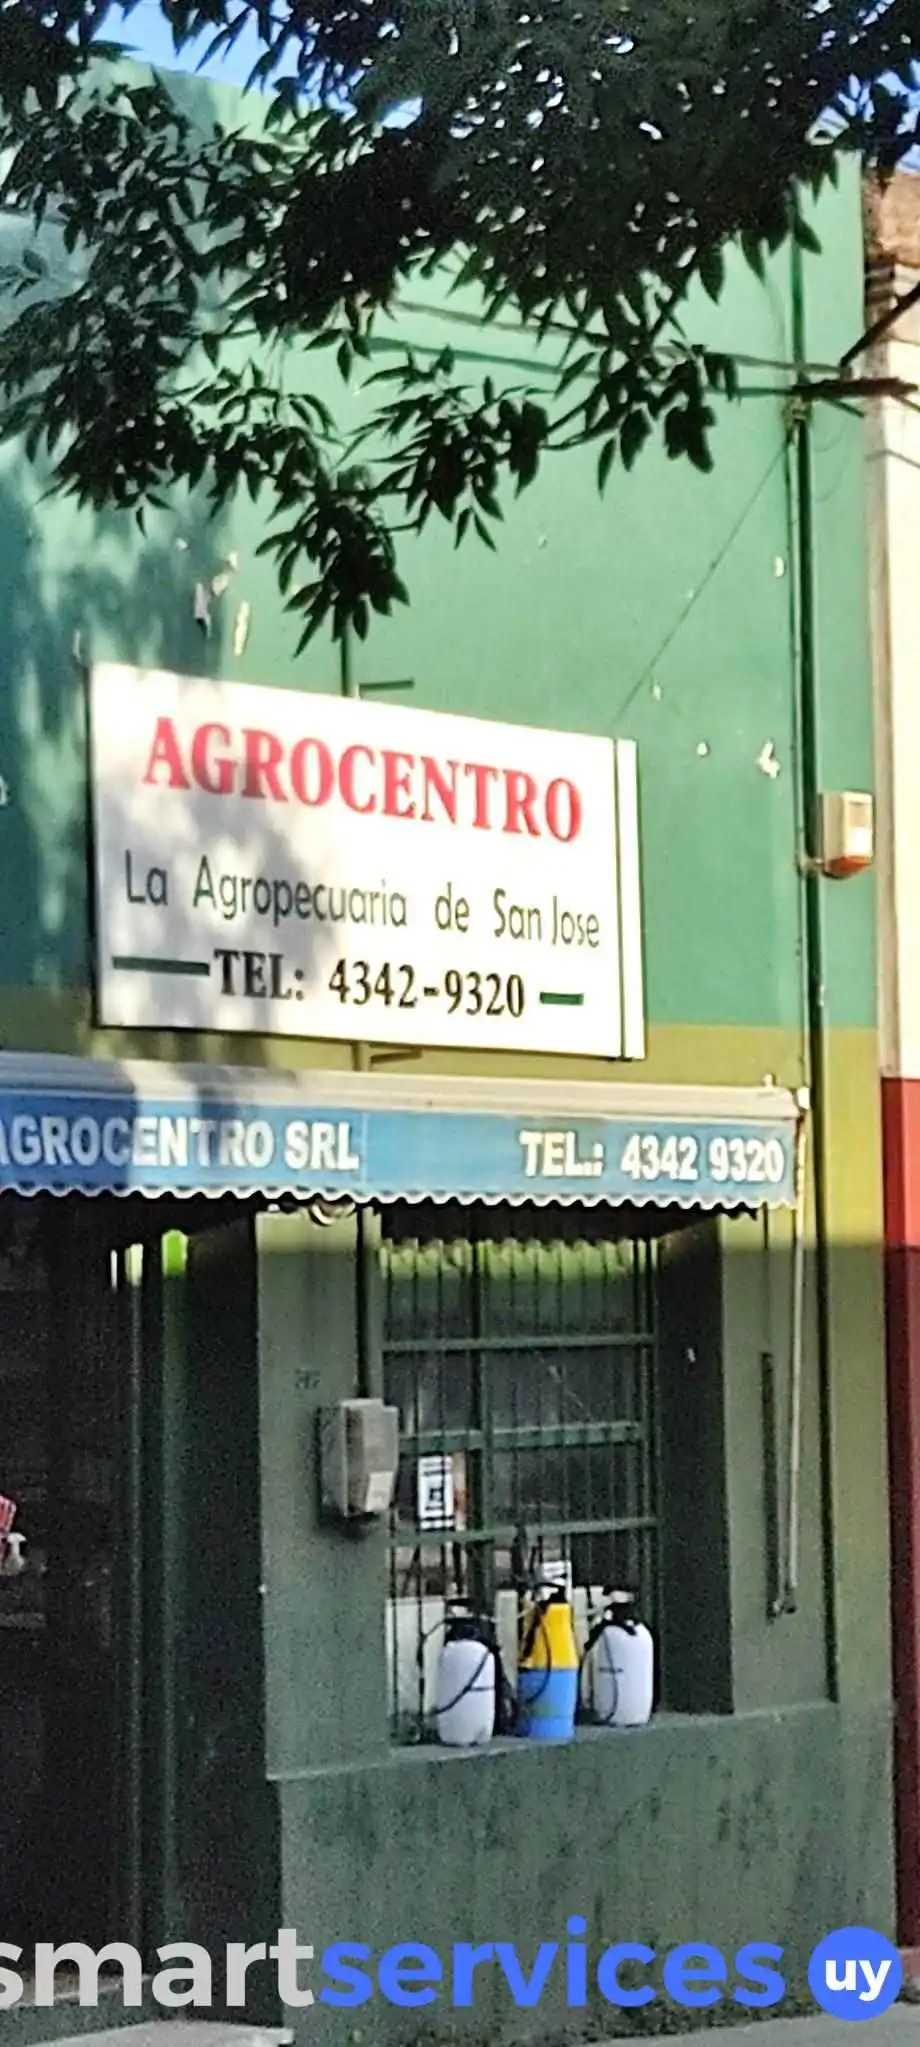 AGROCENTRO
La Agropecuaria de San Jose
TEL: 4342-9320
AGROCENTRO SRL TEL.: 4342 9320
smartservices uy